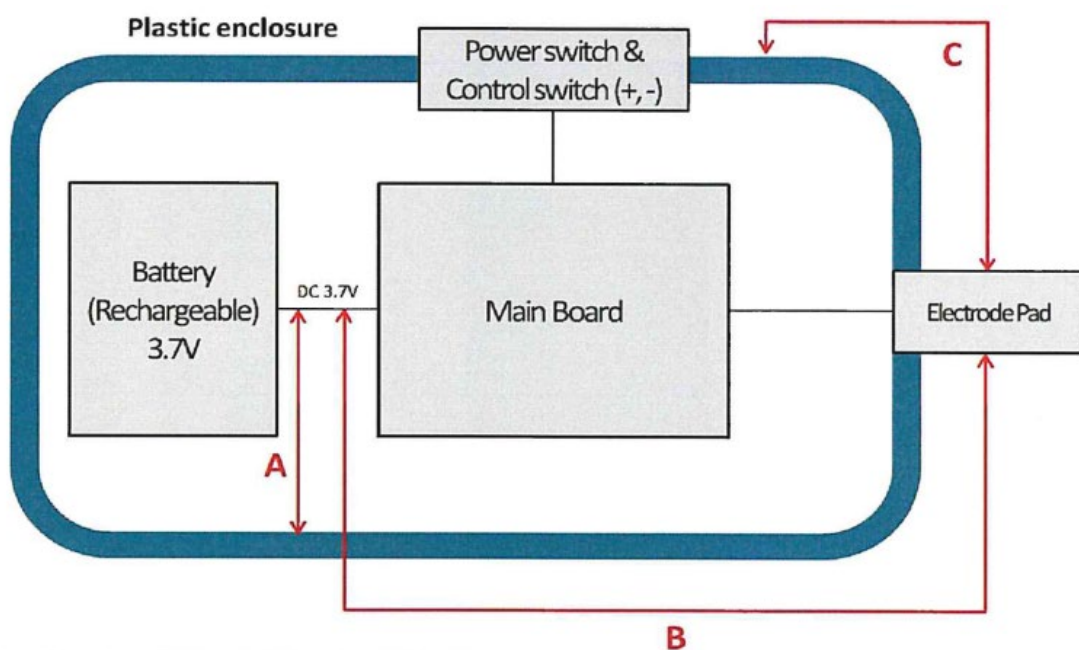 Plastic enclosure
Power switch &
Control switch (+, -)
C
Battery
(Rechargeable)
3.7V
DC 3.7V
Main Board
Electrode Pad
A
B